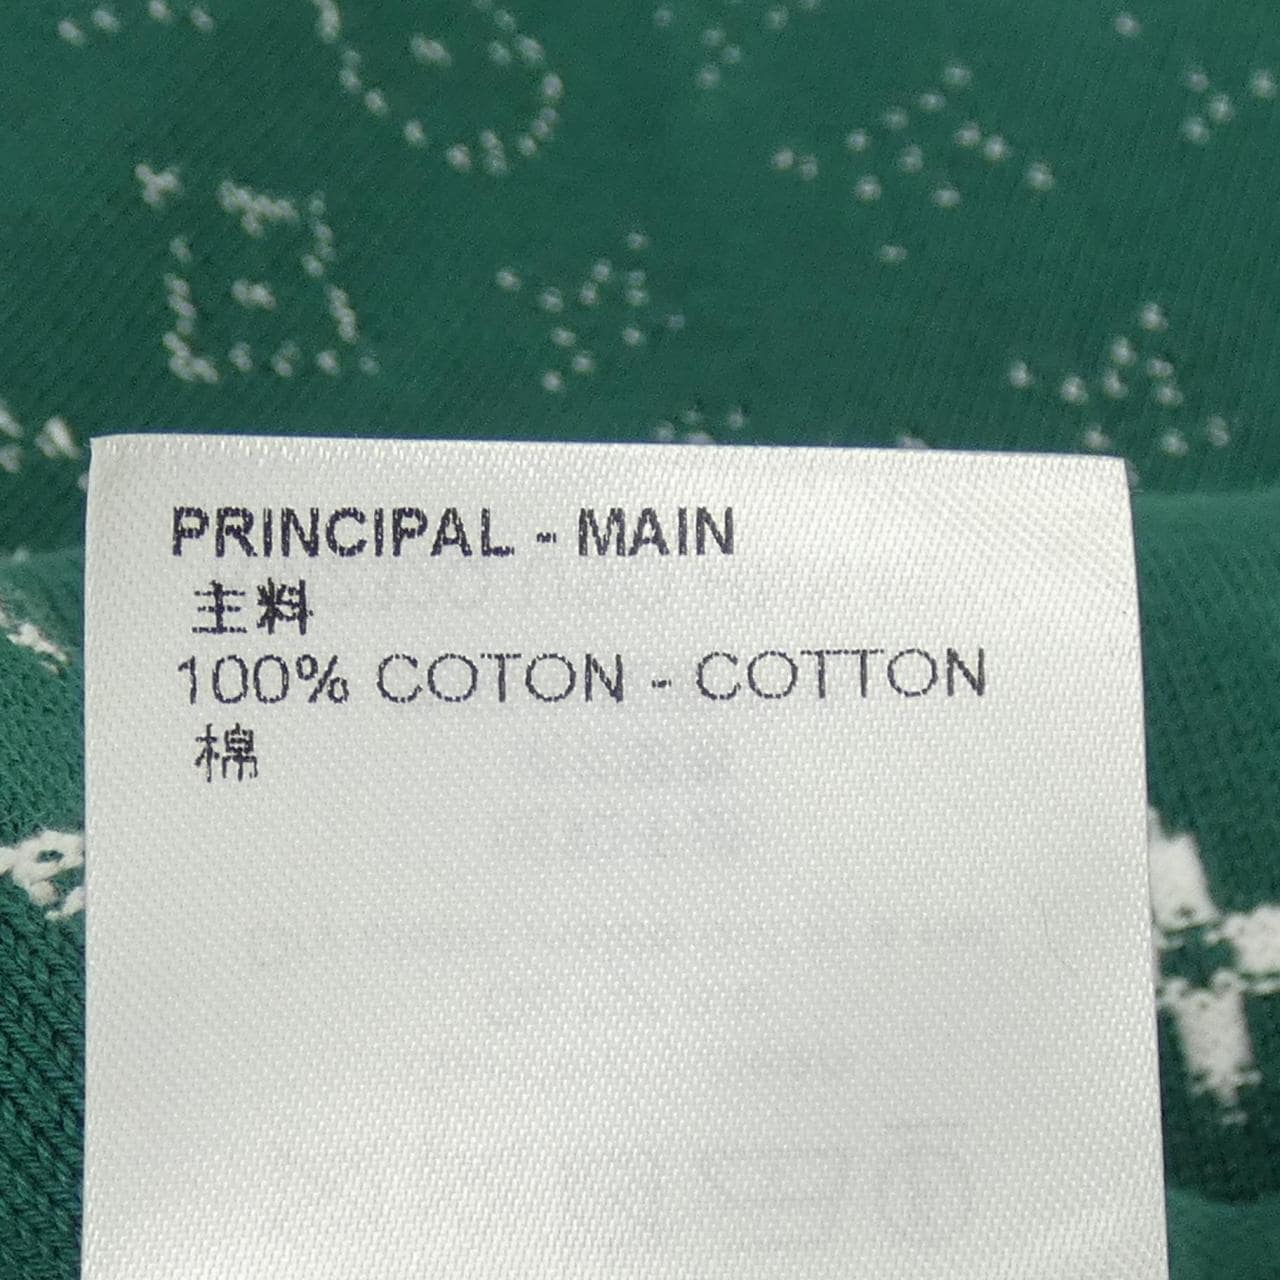 PRINCIPAL - MAIN
主料
100% COTON - COTTON
棉